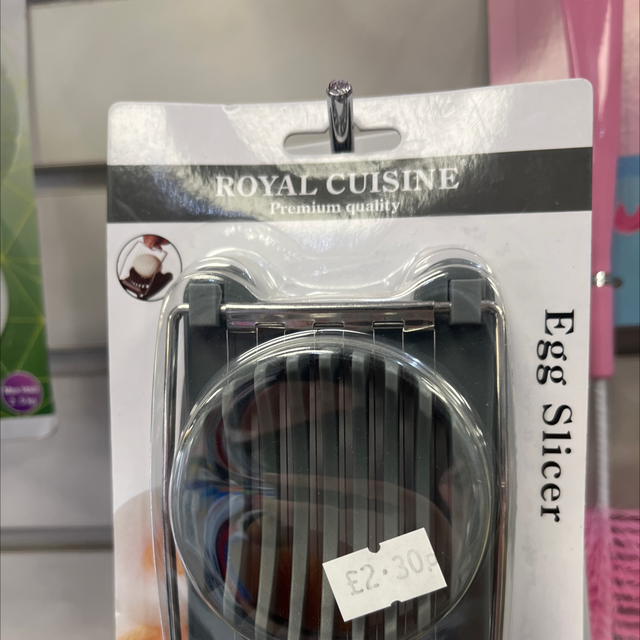 ROYAL CUISINE
Premium quality
Egg Slicer
£2.30P